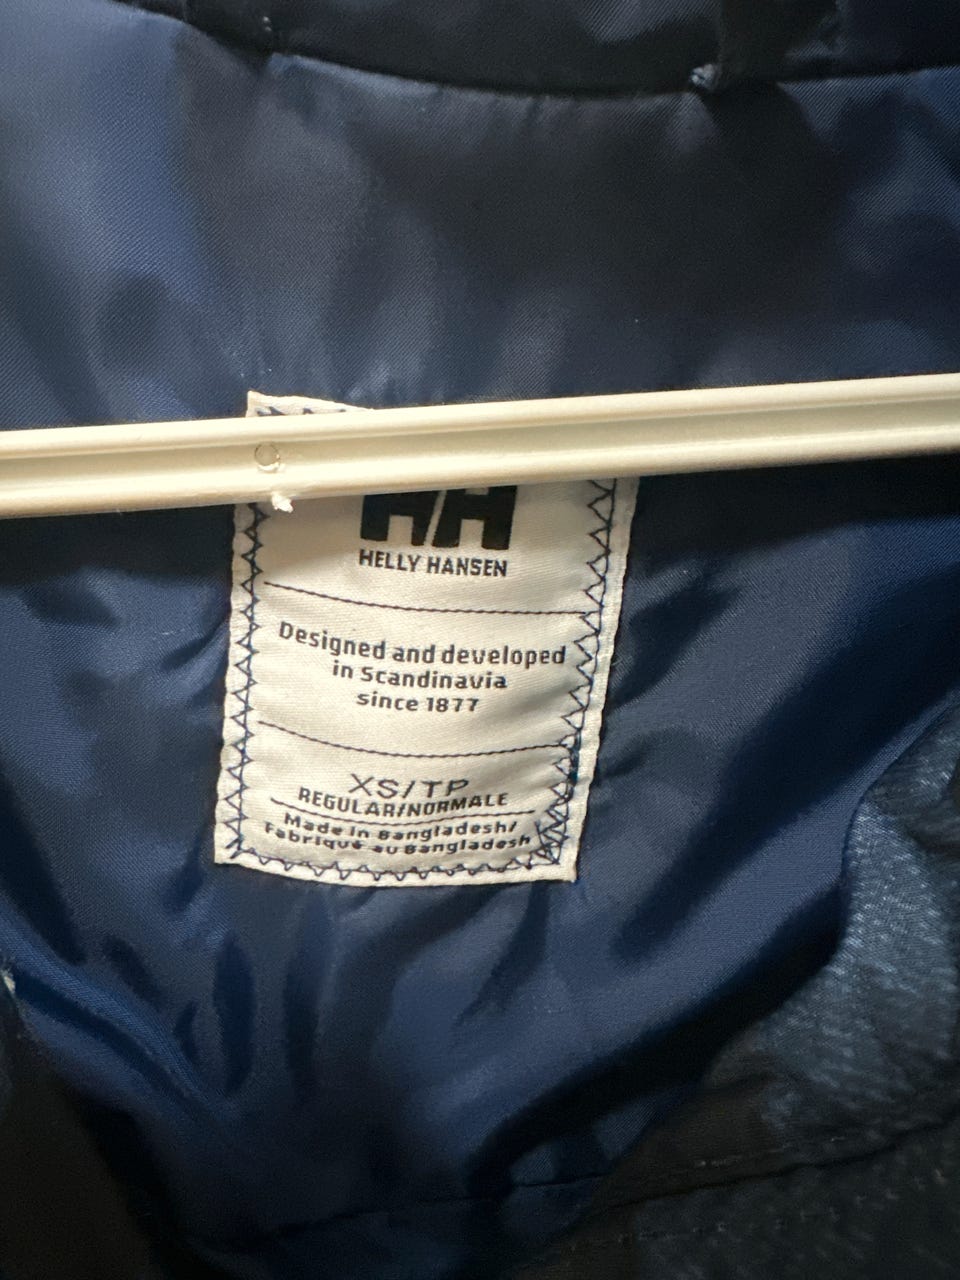 HH
HELLY HANSEN
Designed and developed
in Scandinavia
since 1877
XS/TP
REGULAR/NORMALE
Made in Bangladesh/
Fabriqué au Bangladesh